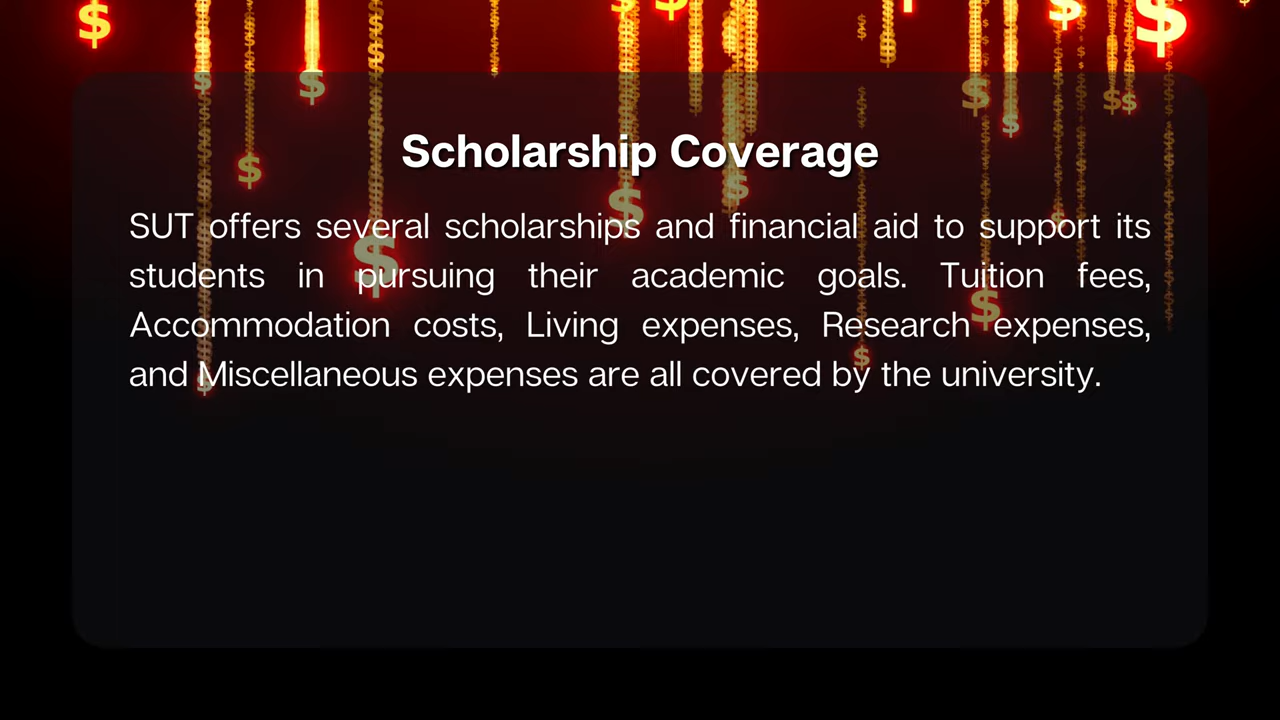 Scholarship Coverage
SUT offers several scholarships and financial aid to support its
students in pursuing their academic goals. Tuition fees,
Accommodation costs, Living expenses, Research expenses,
and Miscellaneous expenses are all covered by the university.